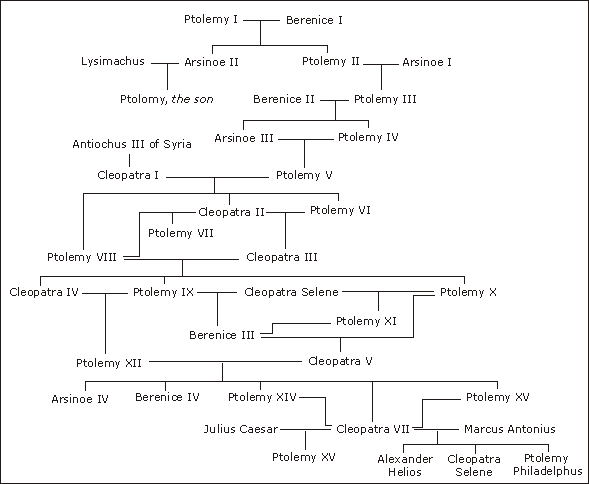 Ptolemy I Berenice I
Lysimachus Arsinoe II Ptolemy II Arsinoe I
Ptolomy, the son Berenice II Ptolemy III
Arsinoe III Ptolemy IV
Antiochus III of Syria
Cleopatra I Ptolemy V
Cleopatra II Ptolemy VI
Ptolemy VII
Ptolemy VIII Cleopatra III
Cleopatra IV Ptolemy IX Cleopatra Selene Ptolemy X
Ptolemy XI
Berenice III
Ptolemy XII Cleopatra V
Arsinoe IV Berenice IV Ptolemy XIV Ptolemy XV
Julius Caesar Cleopatra VII Marcus Antonius
Ptolemy XV
Alexander Helios
Cleopatra Selene
Ptolemy Philadelphus